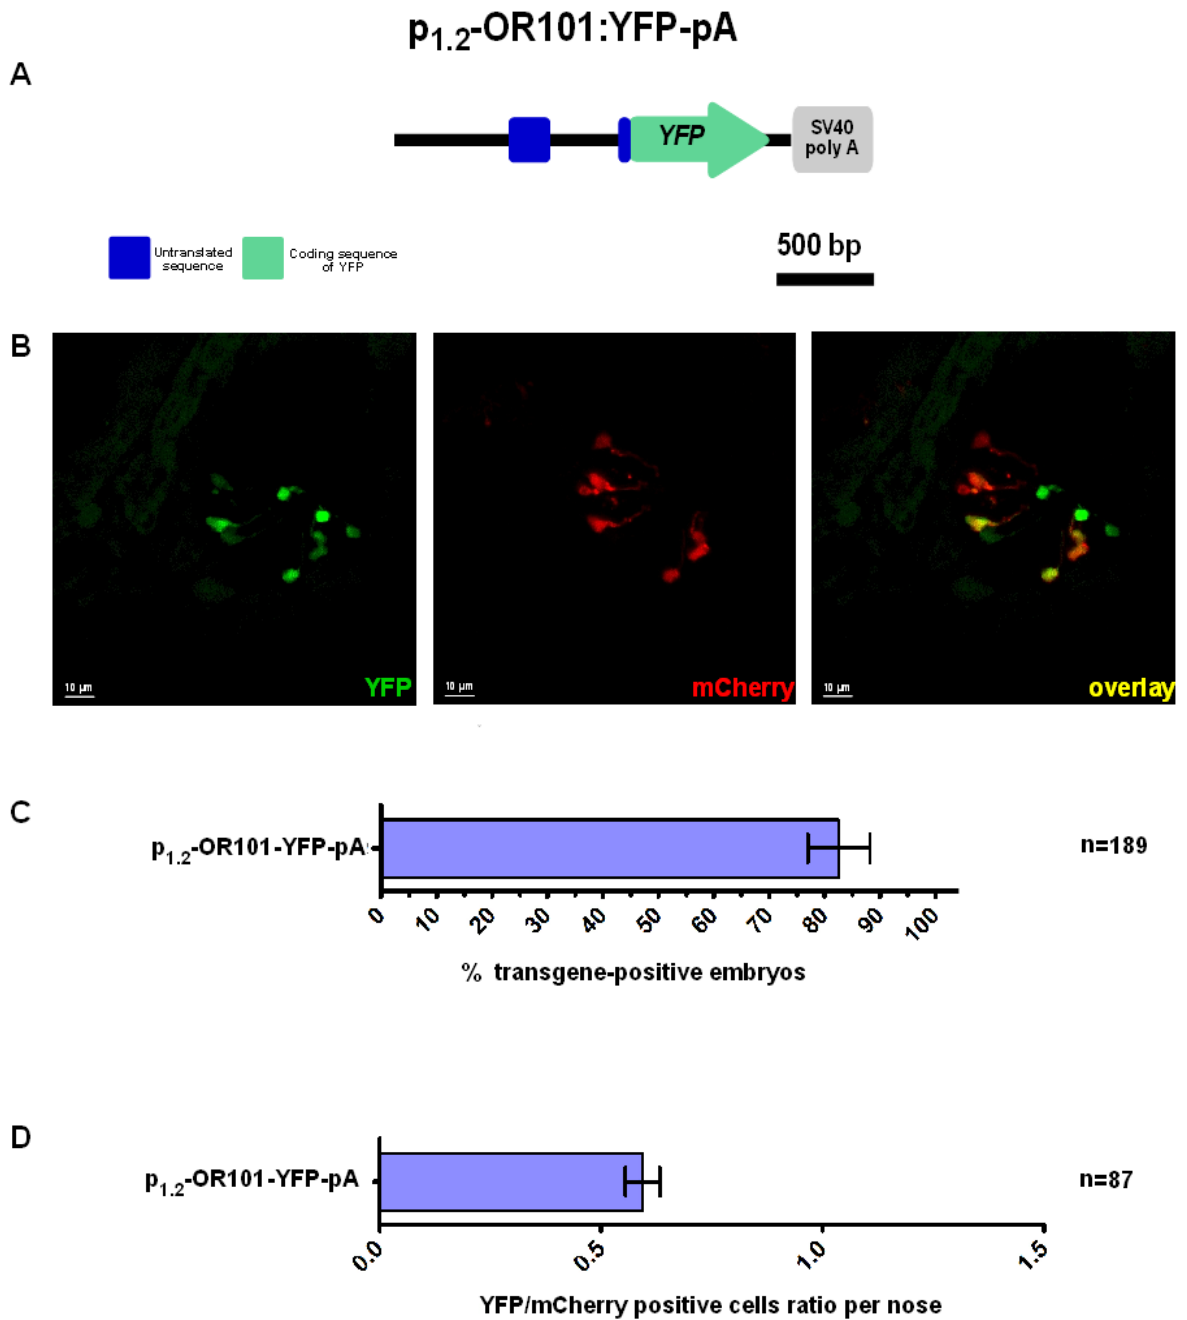 p1.2-OR101:YFP-pA
A
YFP
SV40
poly A
Untranslated
sequence
Coding sequence
of YFP
500 bp
B
10 µm
YFP
10 µm
mCherry
10 µm
overlay
C
p1.2-OR101-YFP-pA
n=189
0 10 20 30 40 50 60 70 80 90 100
% transgene-positive embryos
D
p1.2-OR101-YFP-pA
n=87
0.0 0.5 1.0 1.5
YFP/mCherry positive cells ratio per nose